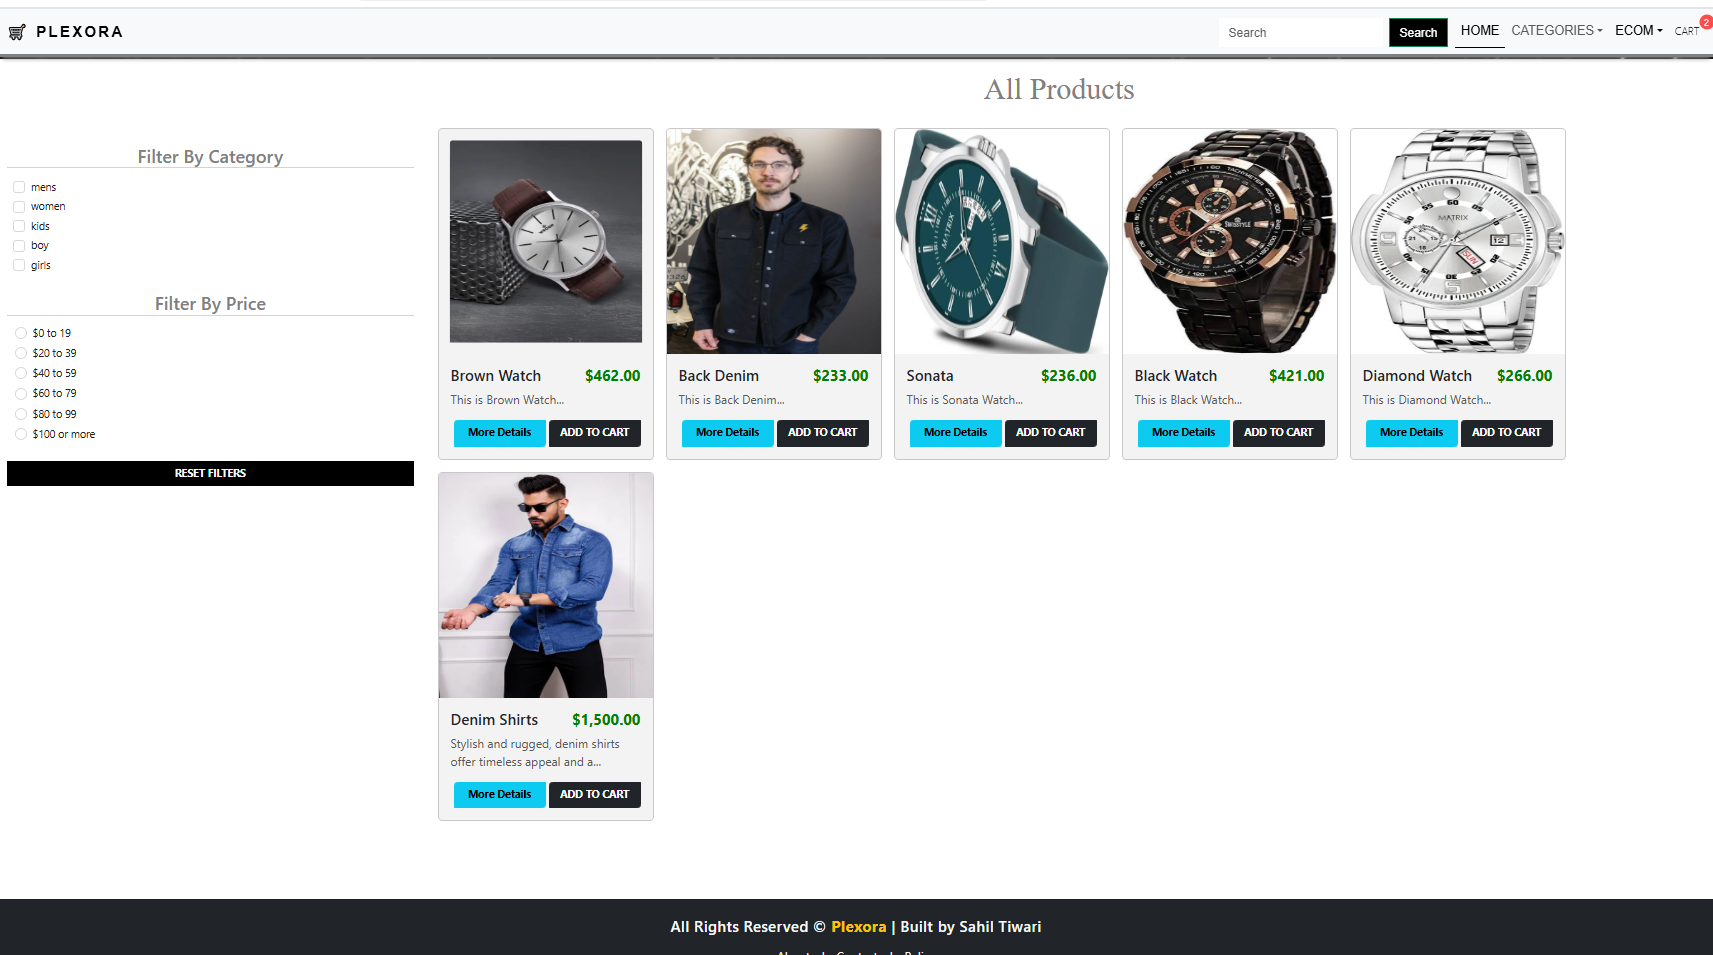 PLEXORA
Search
Search
HOME
CATEGORIES
ECOM
CART
2
All Products
Filter By Category
mens
women
kids
boy
girls
Filter By Price
$0 to 19
$20 to 39
$40 to 59
$60 to 79
$80 to 99
$100 or more
RESET FILTERS
Brown Watch $462.00
This is Brown Watch...
More Details ADD TO CART
MATRIX
Back Denim $233.00
This is Back Denim...
More Details ADD TO CART
Sonata $236.00
This is Sonata Watch...
More Details ADD TO CART
TACHYMETER
SWISSTYLE
Black Watch $421.00
This is Black Watch...
More Details ADD TO CART
MATRIX
12
SUN
Diamond Watch $266.00
This is Diamond Watch...
More Details ADD TO CART
Denim Shirts $1,500.00
Stylish and rugged, denim shirts
offer timeless appeal and a...
More Details ADD TO CART
All Rights Reserved © Plexora | Built by Sahil Tiwari